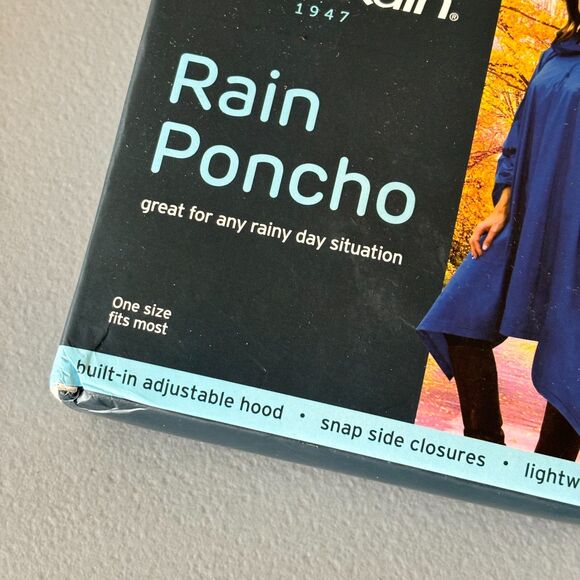 1947
Rain
Poncho
great for any rainy day situation
One size
fits most
built-in adjustable hood • snap side closures •